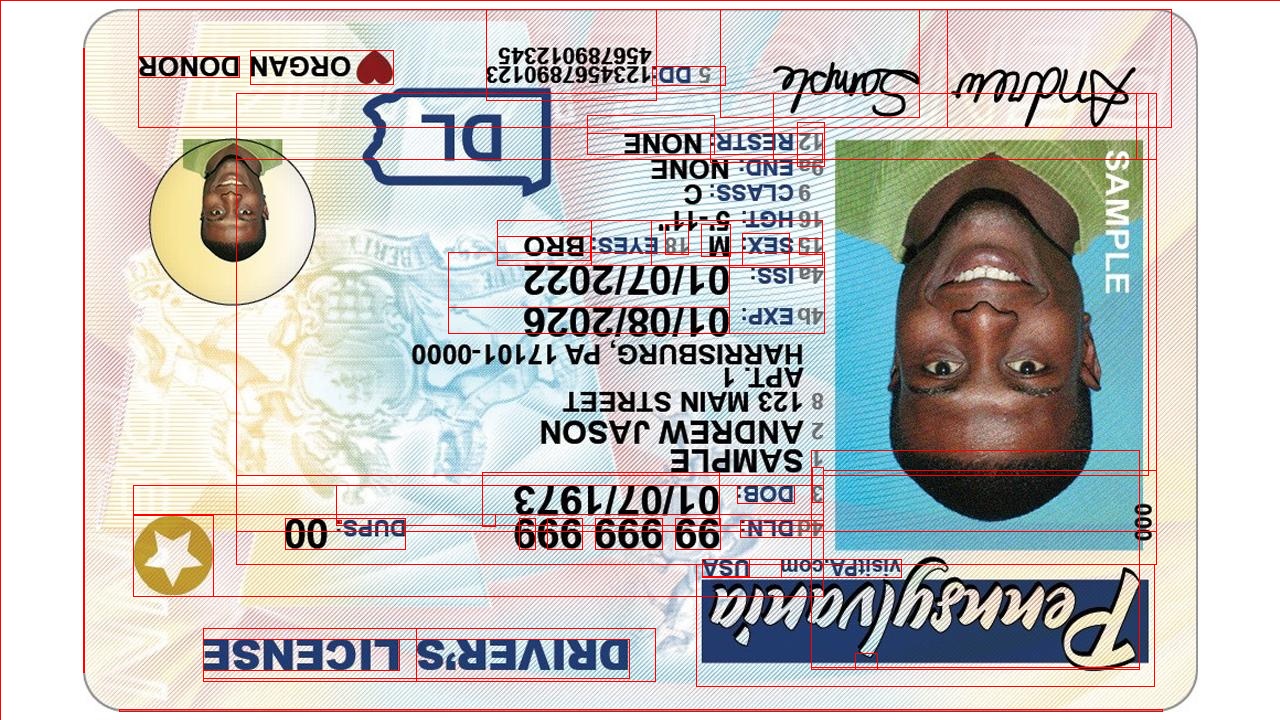 Pennsylvania
visitPA.com USA
DRIVER'S LICENSE
4d DLN: 99 999 999 DUPS: 00
3 DOB: 01/07/1973
1 SAMPLE
2 ANDREW JASON
8 123 MAIN STREET
APT. 1
HARRISBURG, PA 17101-0000
4b EXP: 01/08/2026
4a ISS: 01/07/2022
15 SEX: M 18 EYES: BRO
16 HGT: 5'-11"
9 CLASS: C
9a END: NONE
12 RESTR: NONE
DL
5 DD: 1234567890123
456789012345
ORGAN DONOR
Andrew Sample
SAMPLE
000